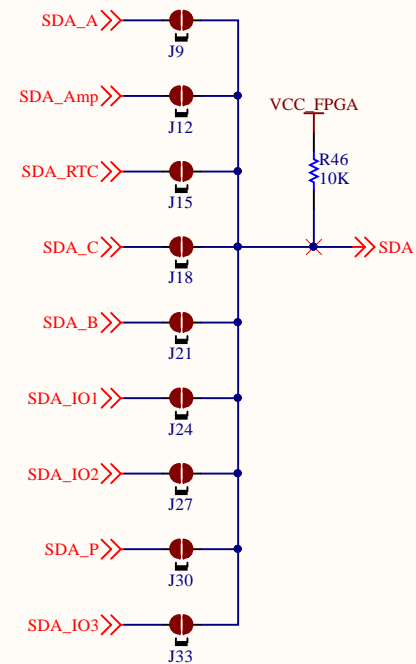 SDA_A
J9
SDA_Amp
J12
VCC_FPGA
SDA_RTC
J15
R46
10K
SDA_C
J18
SDA
SDA_B
J21
SDA_IO1
J24
SDA_IO2
J27
SDA_P
J30
SDA_IO3
J33